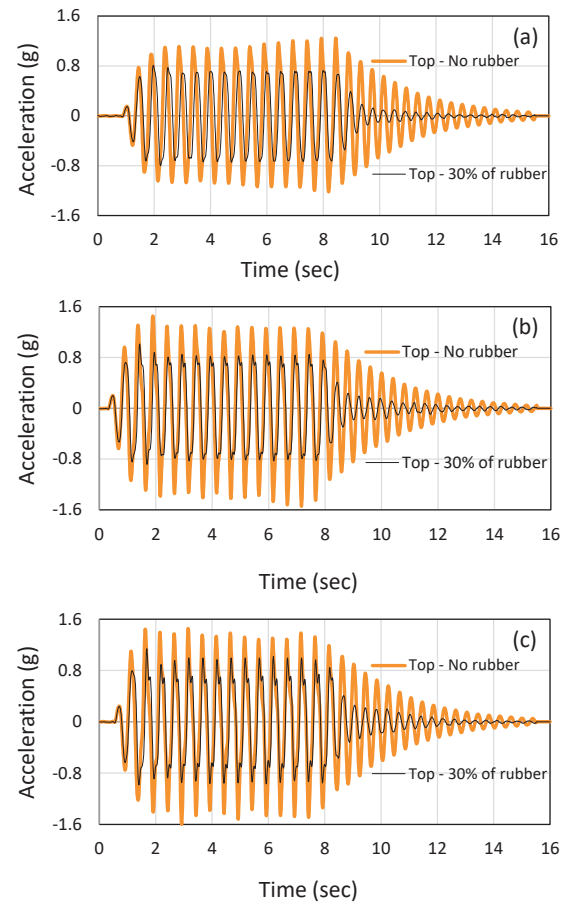 (a)
1.6
Top - No rubber
0.8
0
-0.8
Top - 30% of rubber
-1.6
Acceleration (g)
0 2 4 6 8 10 12 14 16
Time (sec)
1.6
(b)
Top - No rubber
0.8
0
-0.8
Top - 30% of rubber
-1.6
Acceleration (g)
0 2 4 6 8 10 12 14 16
Time (sec)
1.6
(c)
Top - No rubber
0.8
0
-0.8
Top - 30% of rubber
-1.6
Acceleration (g)
0 2 4 6 8 10 12 14 16
Time (sec)